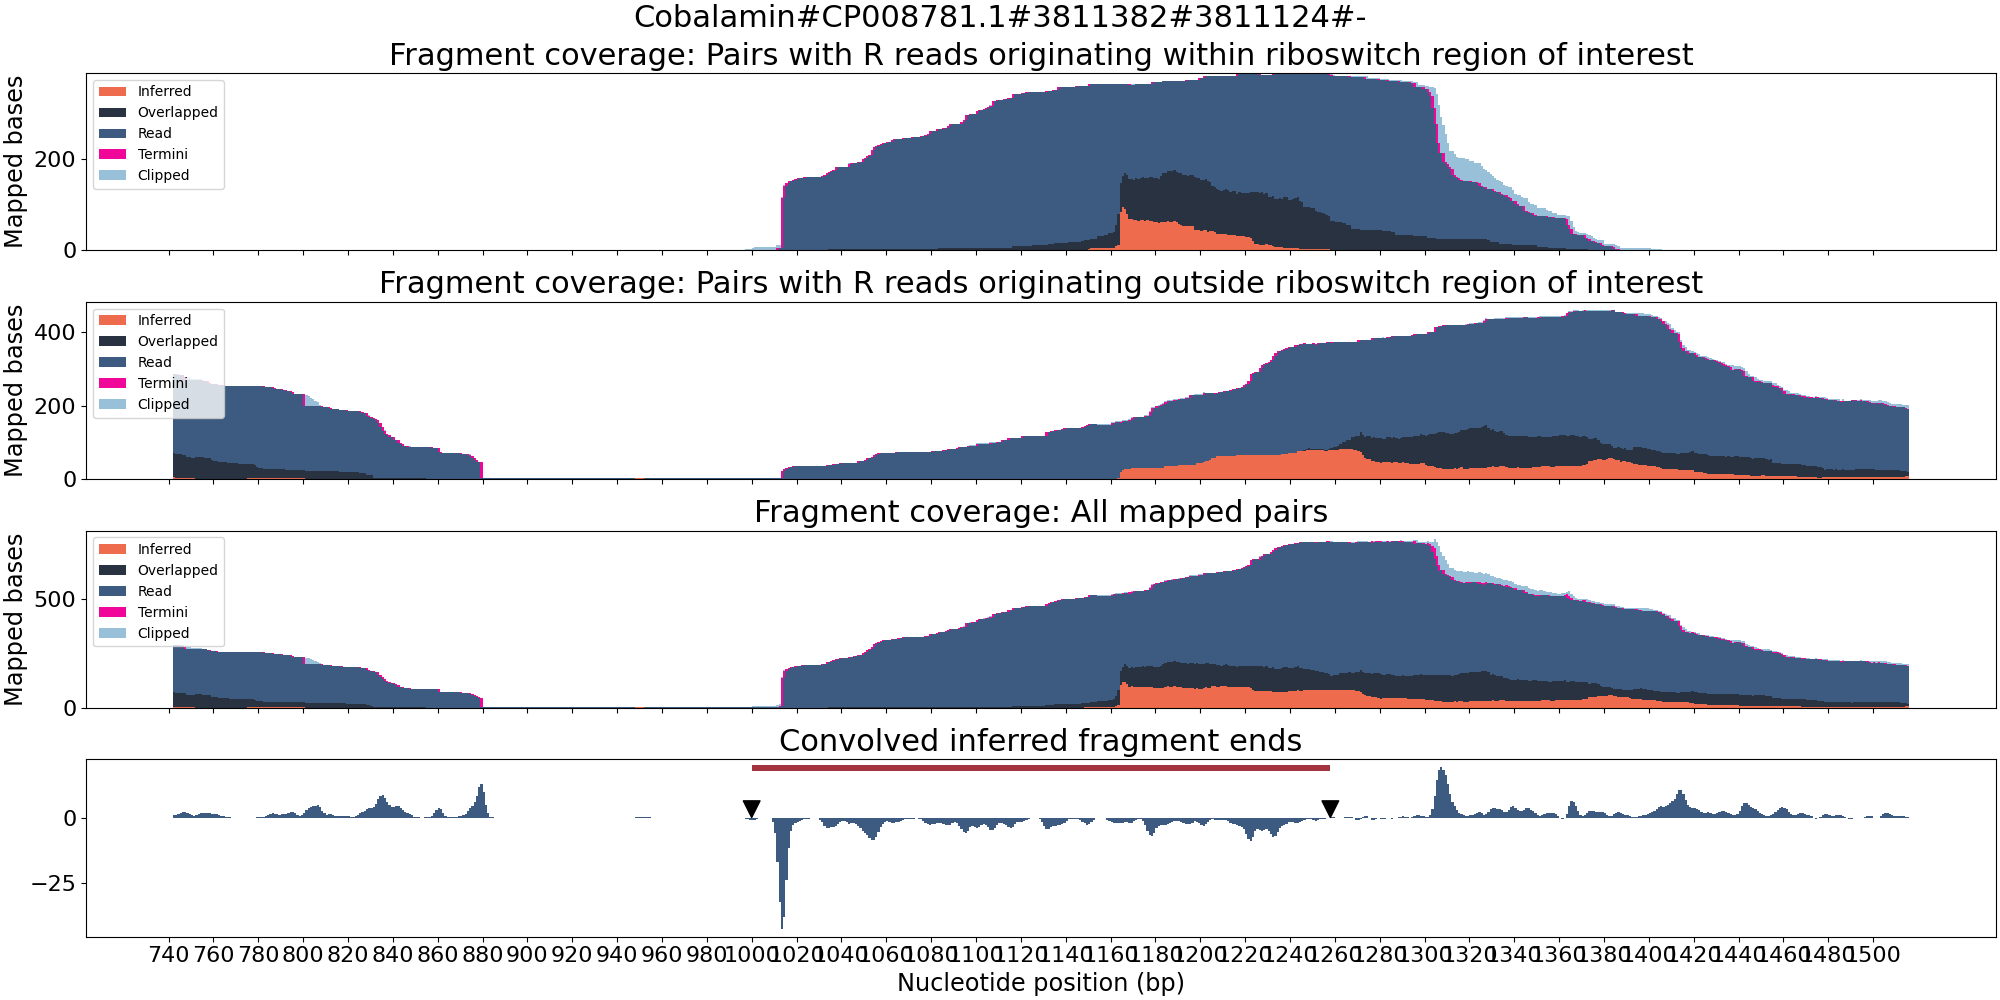 Cobalamin#CP008781.1#3811382#3811124#-
Fragment coverage: Pairs with R reads originating within riboswitch region of interest
Mapped bases
200
0
Inferred
Overlapped
Read
Termini
Clipped
Fragment coverage: Pairs with R reads originating outside riboswitch region of interest
Mapped bases
400
200
0
Inferred
Overlapped
Read
Termini
Clipped
Fragment coverage: All mapped pairs
Mapped bases
500
0
Inferred
Overlapped
Read
Termini
Clipped
Convolved inferred fragment ends
0
−25
740 760 780 800 820 840 860 880 900 920 940 960 980 1000 1020 1040 1060 1080 1100 1120 1140 1160 1180 1200 1220 1240 1260 1280 1300 1320 1340 1360 1380 1400 1420 1440 1460 1480 1500
Nucleotide position (bp)